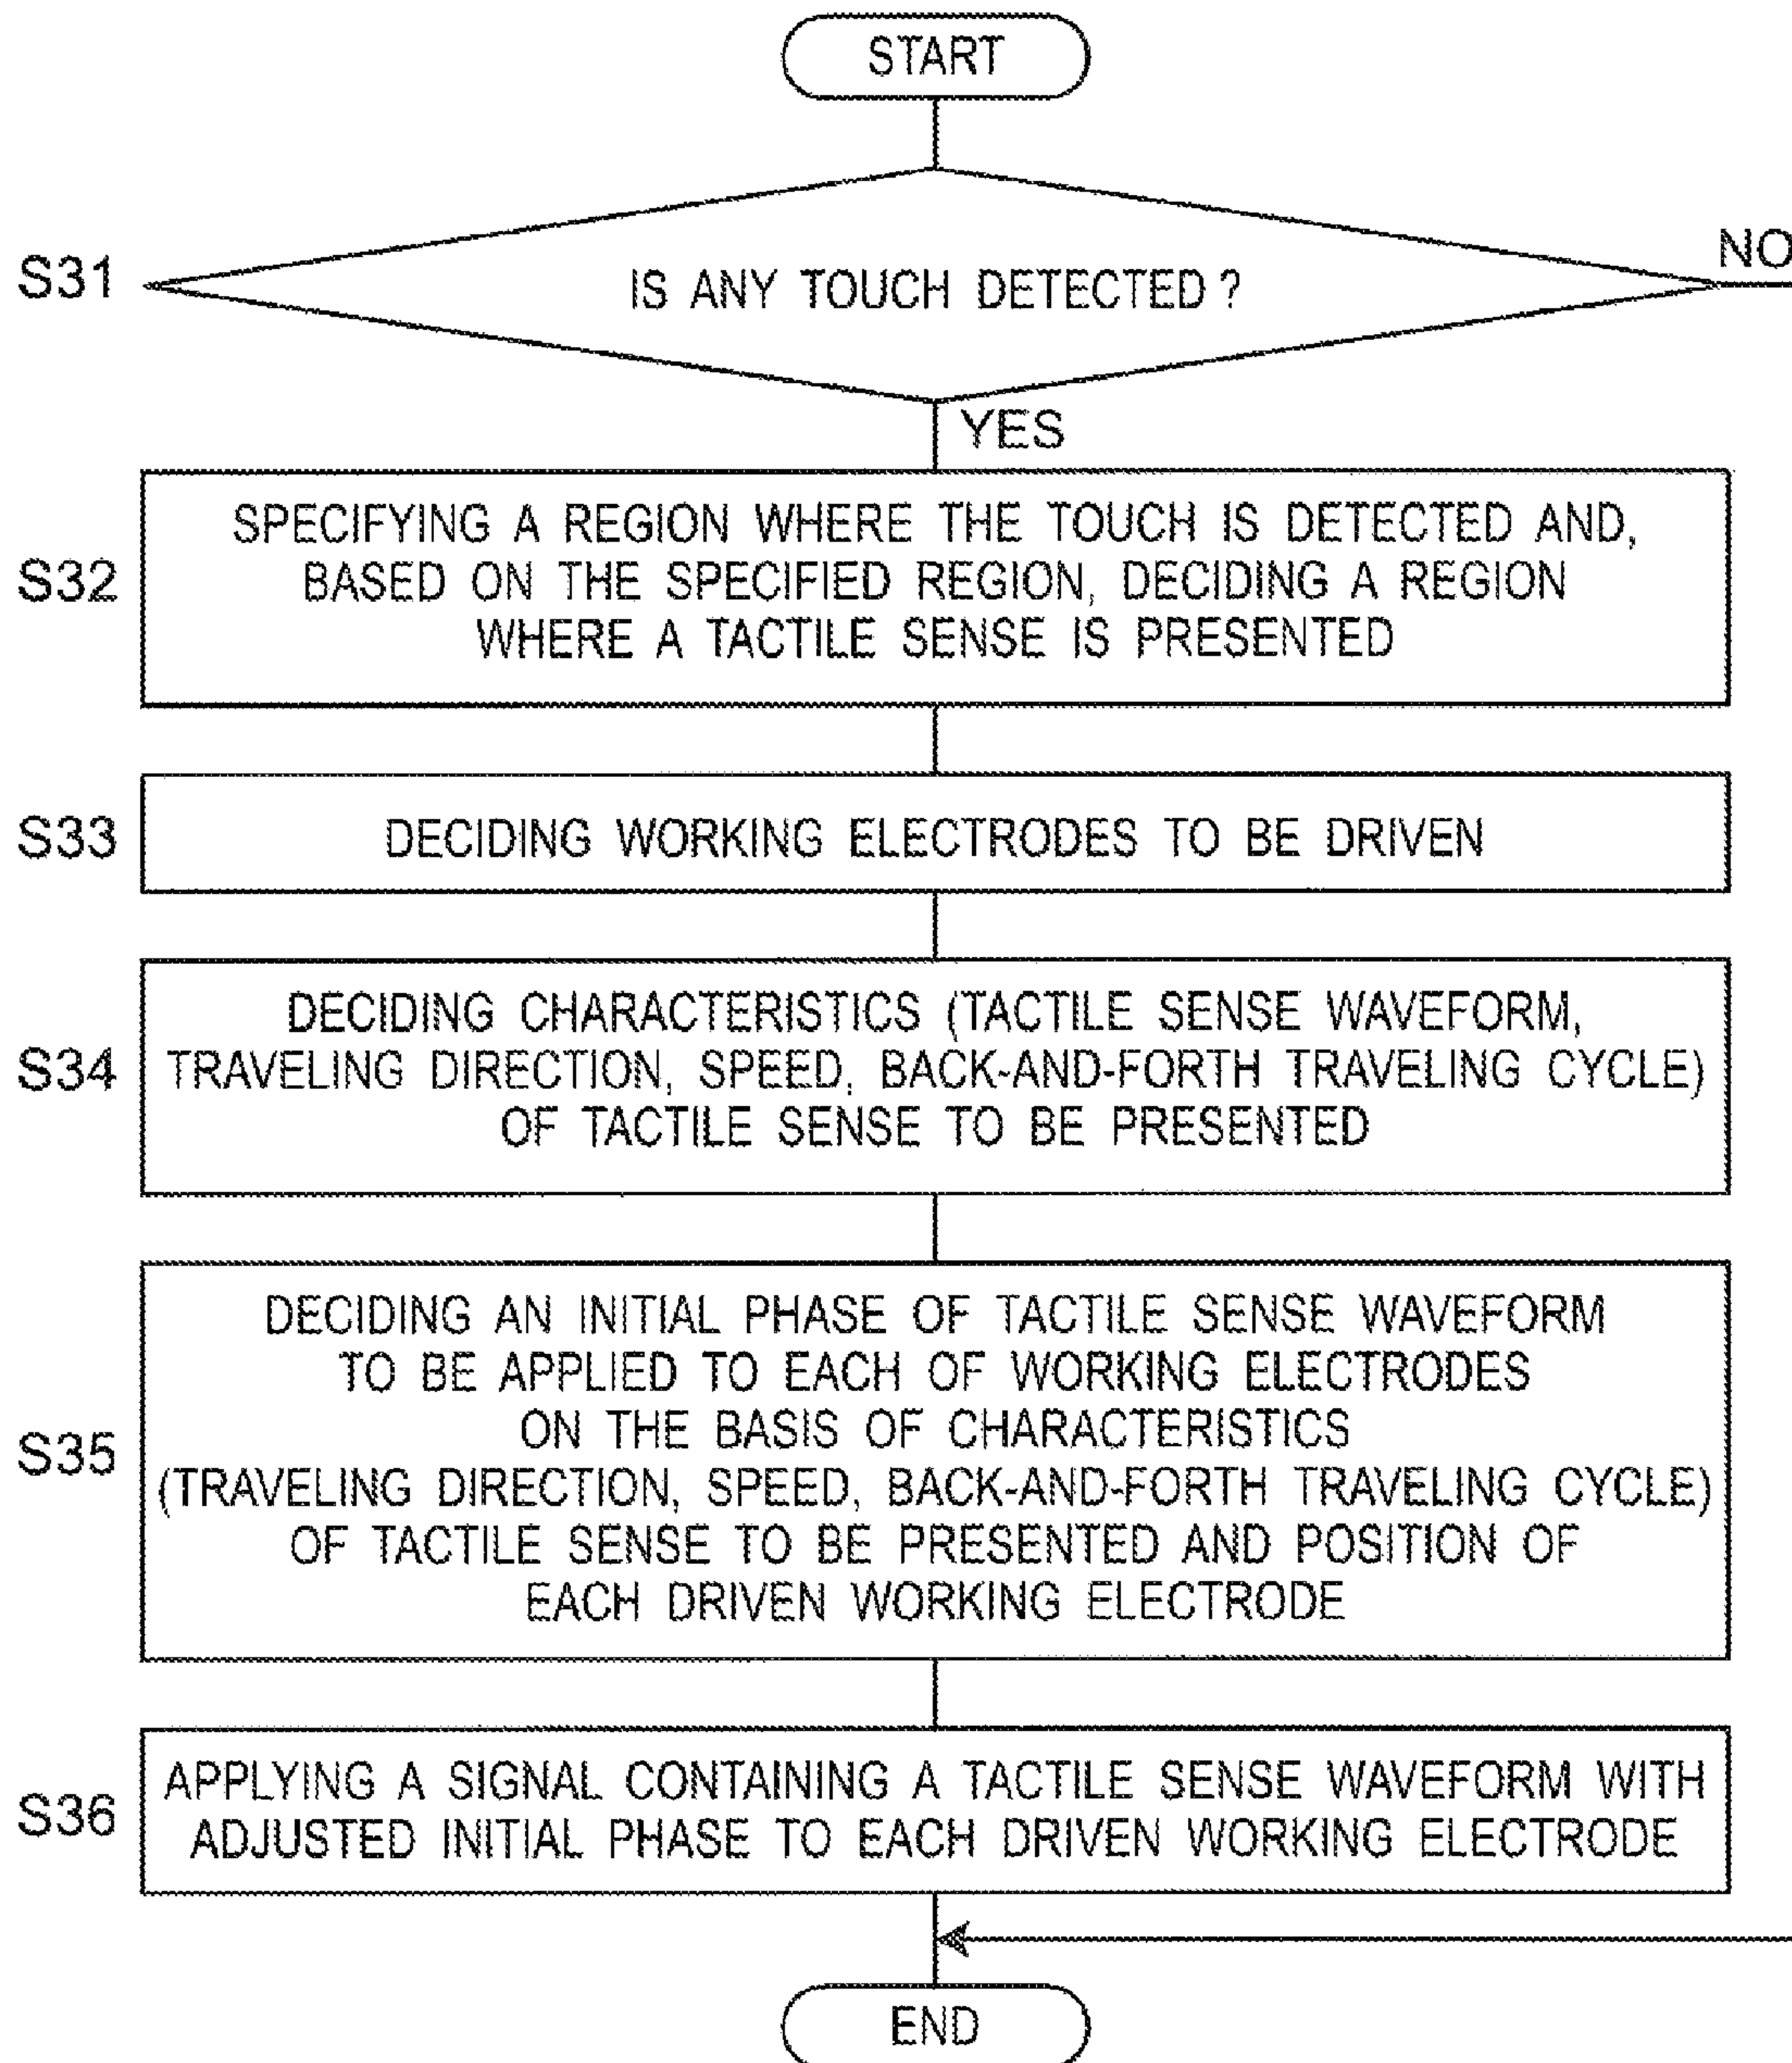 START
S31
IS ANY TOUCH DETECTED ?
NO
YES
S32
SPECIFYING A REGION WHERE THE TOUCH IS DETECTED AND,
BASED ON THE SPECIFIED REGION, DECIDING A REGION
WHERE A TACTILE SENSE IS PRESENTED
S33
DECIDING WORKING ELECTRODES TO BE DRIVEN
S34
DECIDING CHARACTERISTICS (TACTILE SENSE WAVEFORM,
TRAVELING DIRECTION, SPEED, BACK-AND-FORTH TRAVELING CYCLE)
OF TACTILE SENSE TO BE PRESENTED
S35
DECIDING AN INITIAL PHASE OF TACTILE SENSE WAVEFORM
TO BE APPLIED TO EACH OF WORKING ELECTRODES
ON THE BASIS OF CHARACTERISTICS
(TRAVELING DIRECTION, SPEED, BACK-AND-FORTH TRAVELING CYCLE)
OF TACTILE SENSE TO BE PRESENTED AND POSITION OF
EACH DRIVEN WORKING ELECTRODE
S36
APPLYING A SIGNAL CONTAINING A TACTILE SENSE WAVEFORM WITH
ADJUSTED INITIAL PHASE TO EACH DRIVEN WORKING ELECTRODE
END